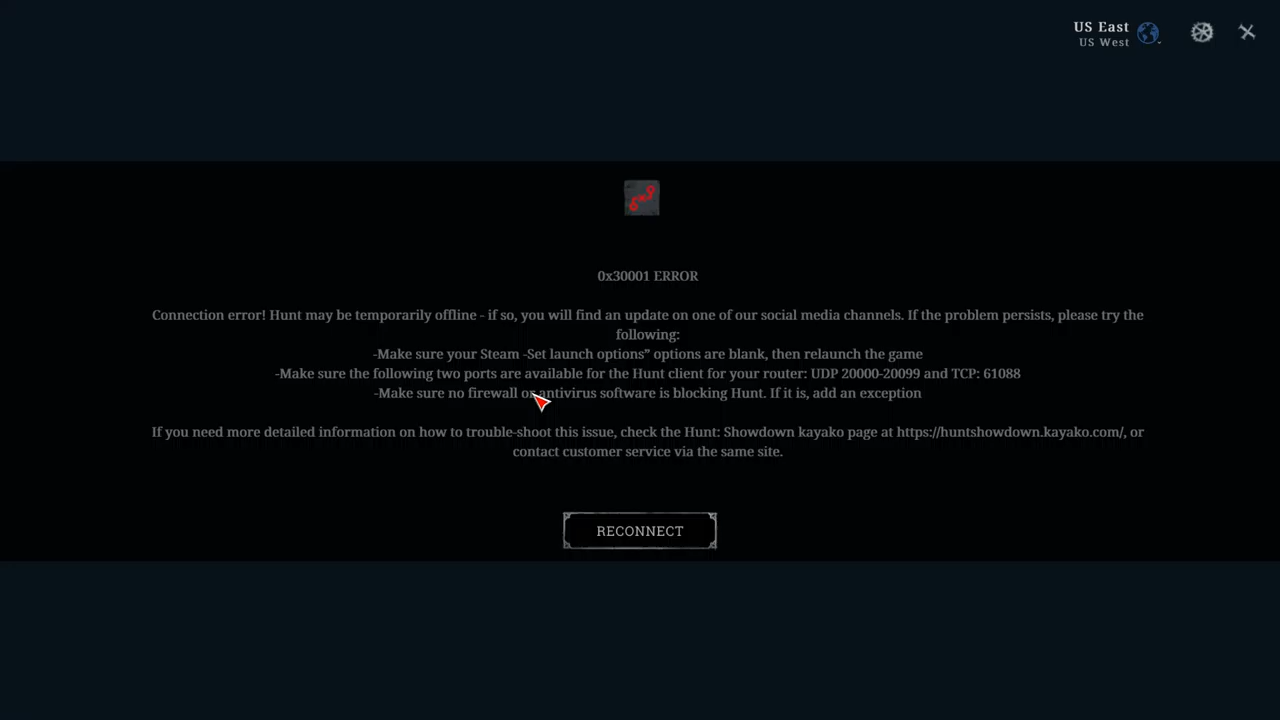 US East
US West
6x9
0x30001 ERROR
Connection error! Hunt may be temporarily offline - if so, you will find an update on one of our social media channels. If the problem persists, please try the
following:
-Make sure your Steam -Set launch options” options are blank, then relaunch the game
-Make sure the following two ports are available for the Hunt client for your router: UDP 20000-20099 and TCP: 61088
-Make sure no firewall or antivirus software is blocking Hunt. If it is, add an exception
If you need more detailed information on how to trouble-shoot this issue, check the Hunt: Showdown kayako page at https://huntshowdown.kayako.com/, or
contact customer service via the same site.
RECONNECT